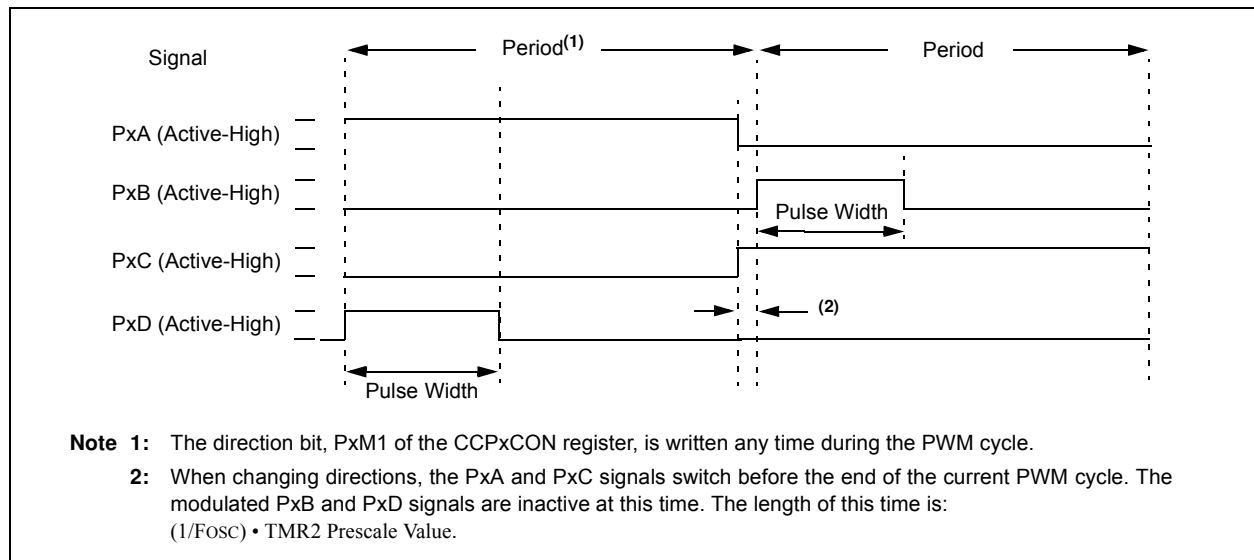 Signal
Period(1)
Period
PxA (Active-High)
PxB (Active-High)
Pulse Width
PxC (Active-High)
(2)
PxD (Active-High)
Pulse Width
Note 1: The direction bit, PxM1 of the CCPxCON register, is written any time during the PWM cycle.
2: When changing directions, the PxA and PxC signals switch before the end of the current PWM cycle. The
modulated PxB and PxD signals are inactive at this time. The length of this time is:
(1/FOSC) • TMR2 Prescale Value.